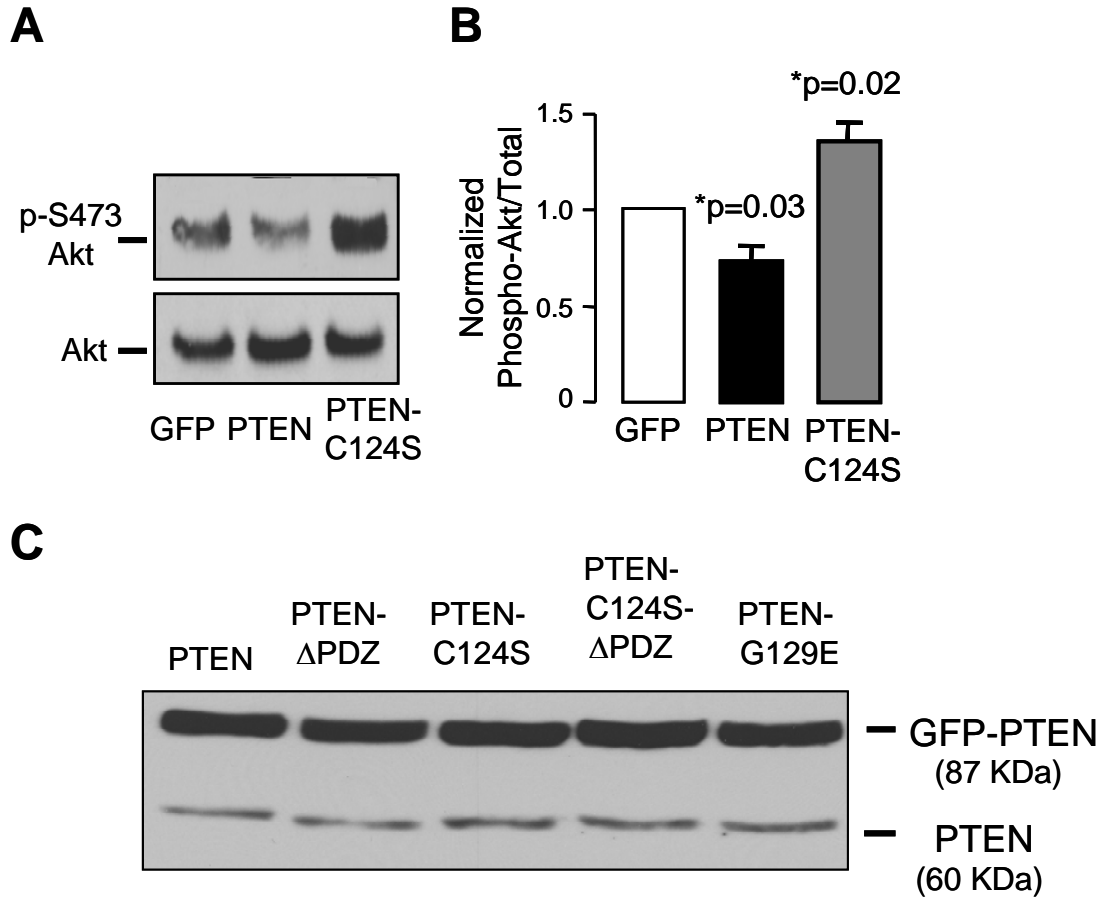 A
p-S473
Akt
Akt
GFP PTEN PTEN-
C124S
B
*p=0.02
*p=0.03
Normalized
Phospho-Akt/Total
1.5
1.0
0.5
0
GFP PTEN PTEN-
C124S
C
PTEN
PTEN-
ΔPDZ
PTEN-
C124S
PTEN-
C124S-
ΔPDZ
PTEN-
G129E
GFP-PTEN
(87 KDa)
PTEN
(60 KDa)